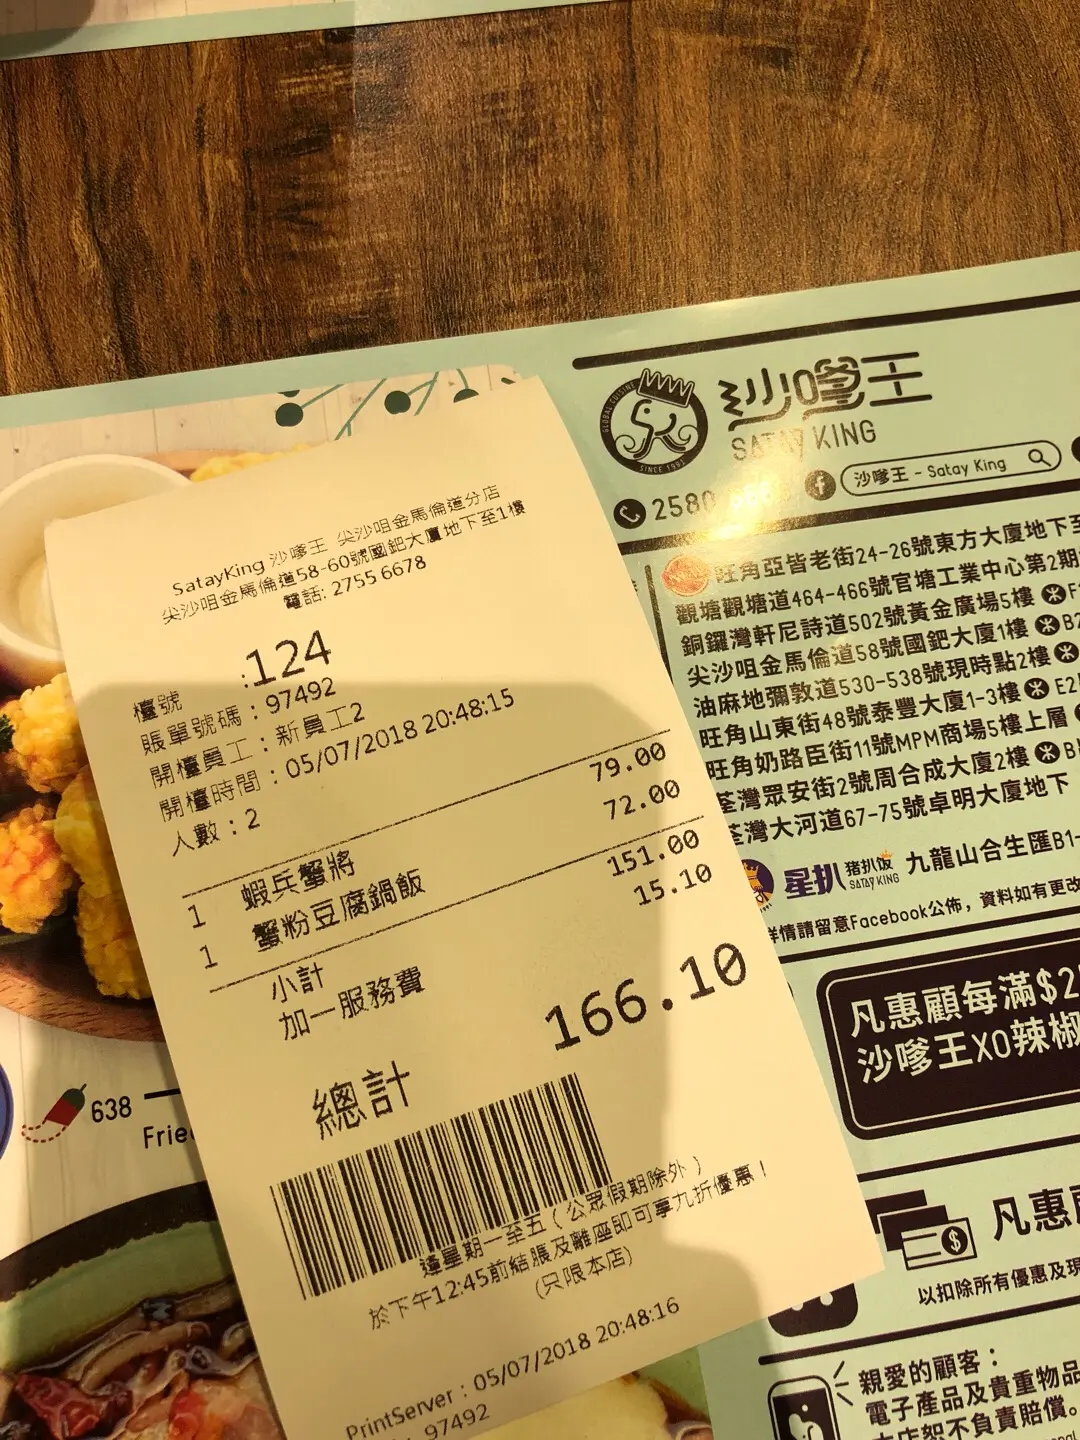 SatayKing 沙嗲王 尖沙咀金馬倫道分店
尖沙咀金馬倫道58-60號國鈀大廈地下至1樓
電話: 2755 6678
檯號 :124
賬單號碼 : 97492
開檯員工 : 新員工2
開檯時間 : 05/07/2018 20:48:15
人數 : 2
1 蝦兵蟹將 79.00
1 蟹粉豆腐鍋飯 72.00
小計 151.00
加一服務費 15.10
總計 166.10
逢星期一至五 ( 公眾假期除外 )
於下午12:45前結賬及離座即可享九折優惠 !
(只限本店)
PrintServer : 05/07/2018 20:48:16
97492
GLOBAL CUISINE
SINCE 1993
沙嗲王
SATAY KING
2580
沙嗲王 - Satay King
旺角亞皆老街24-26號東方大廈地下至
觀塘觀塘道464-466號官塘工業中心第2期
銅鑼灣軒尼詩道502號黃金廣場5樓
尖沙咀金馬倫道58號國鈀大廈1樓 B2
油麻地彌敦道530-538號現時點2樓
旺角山東街48號泰豐大廈1-3樓 E2
旺角奶路臣街11號MPM商場5樓上層
荃灣眾安街2號周合成大廈2樓
荃灣大河道67-75號卓明大廈地下
星扒 猪扒饭 SATAY KING 九龍山合生匯B1-
詳情請留意Facebook公佈，資料如有更改
凡惠顧每滿$2
沙嗲王XO辣椒
凡惠顧
以扣除所有優惠及現
親愛的顧客：
電子產品及貴重物品
本店恕不負責賠償。
638
Frie